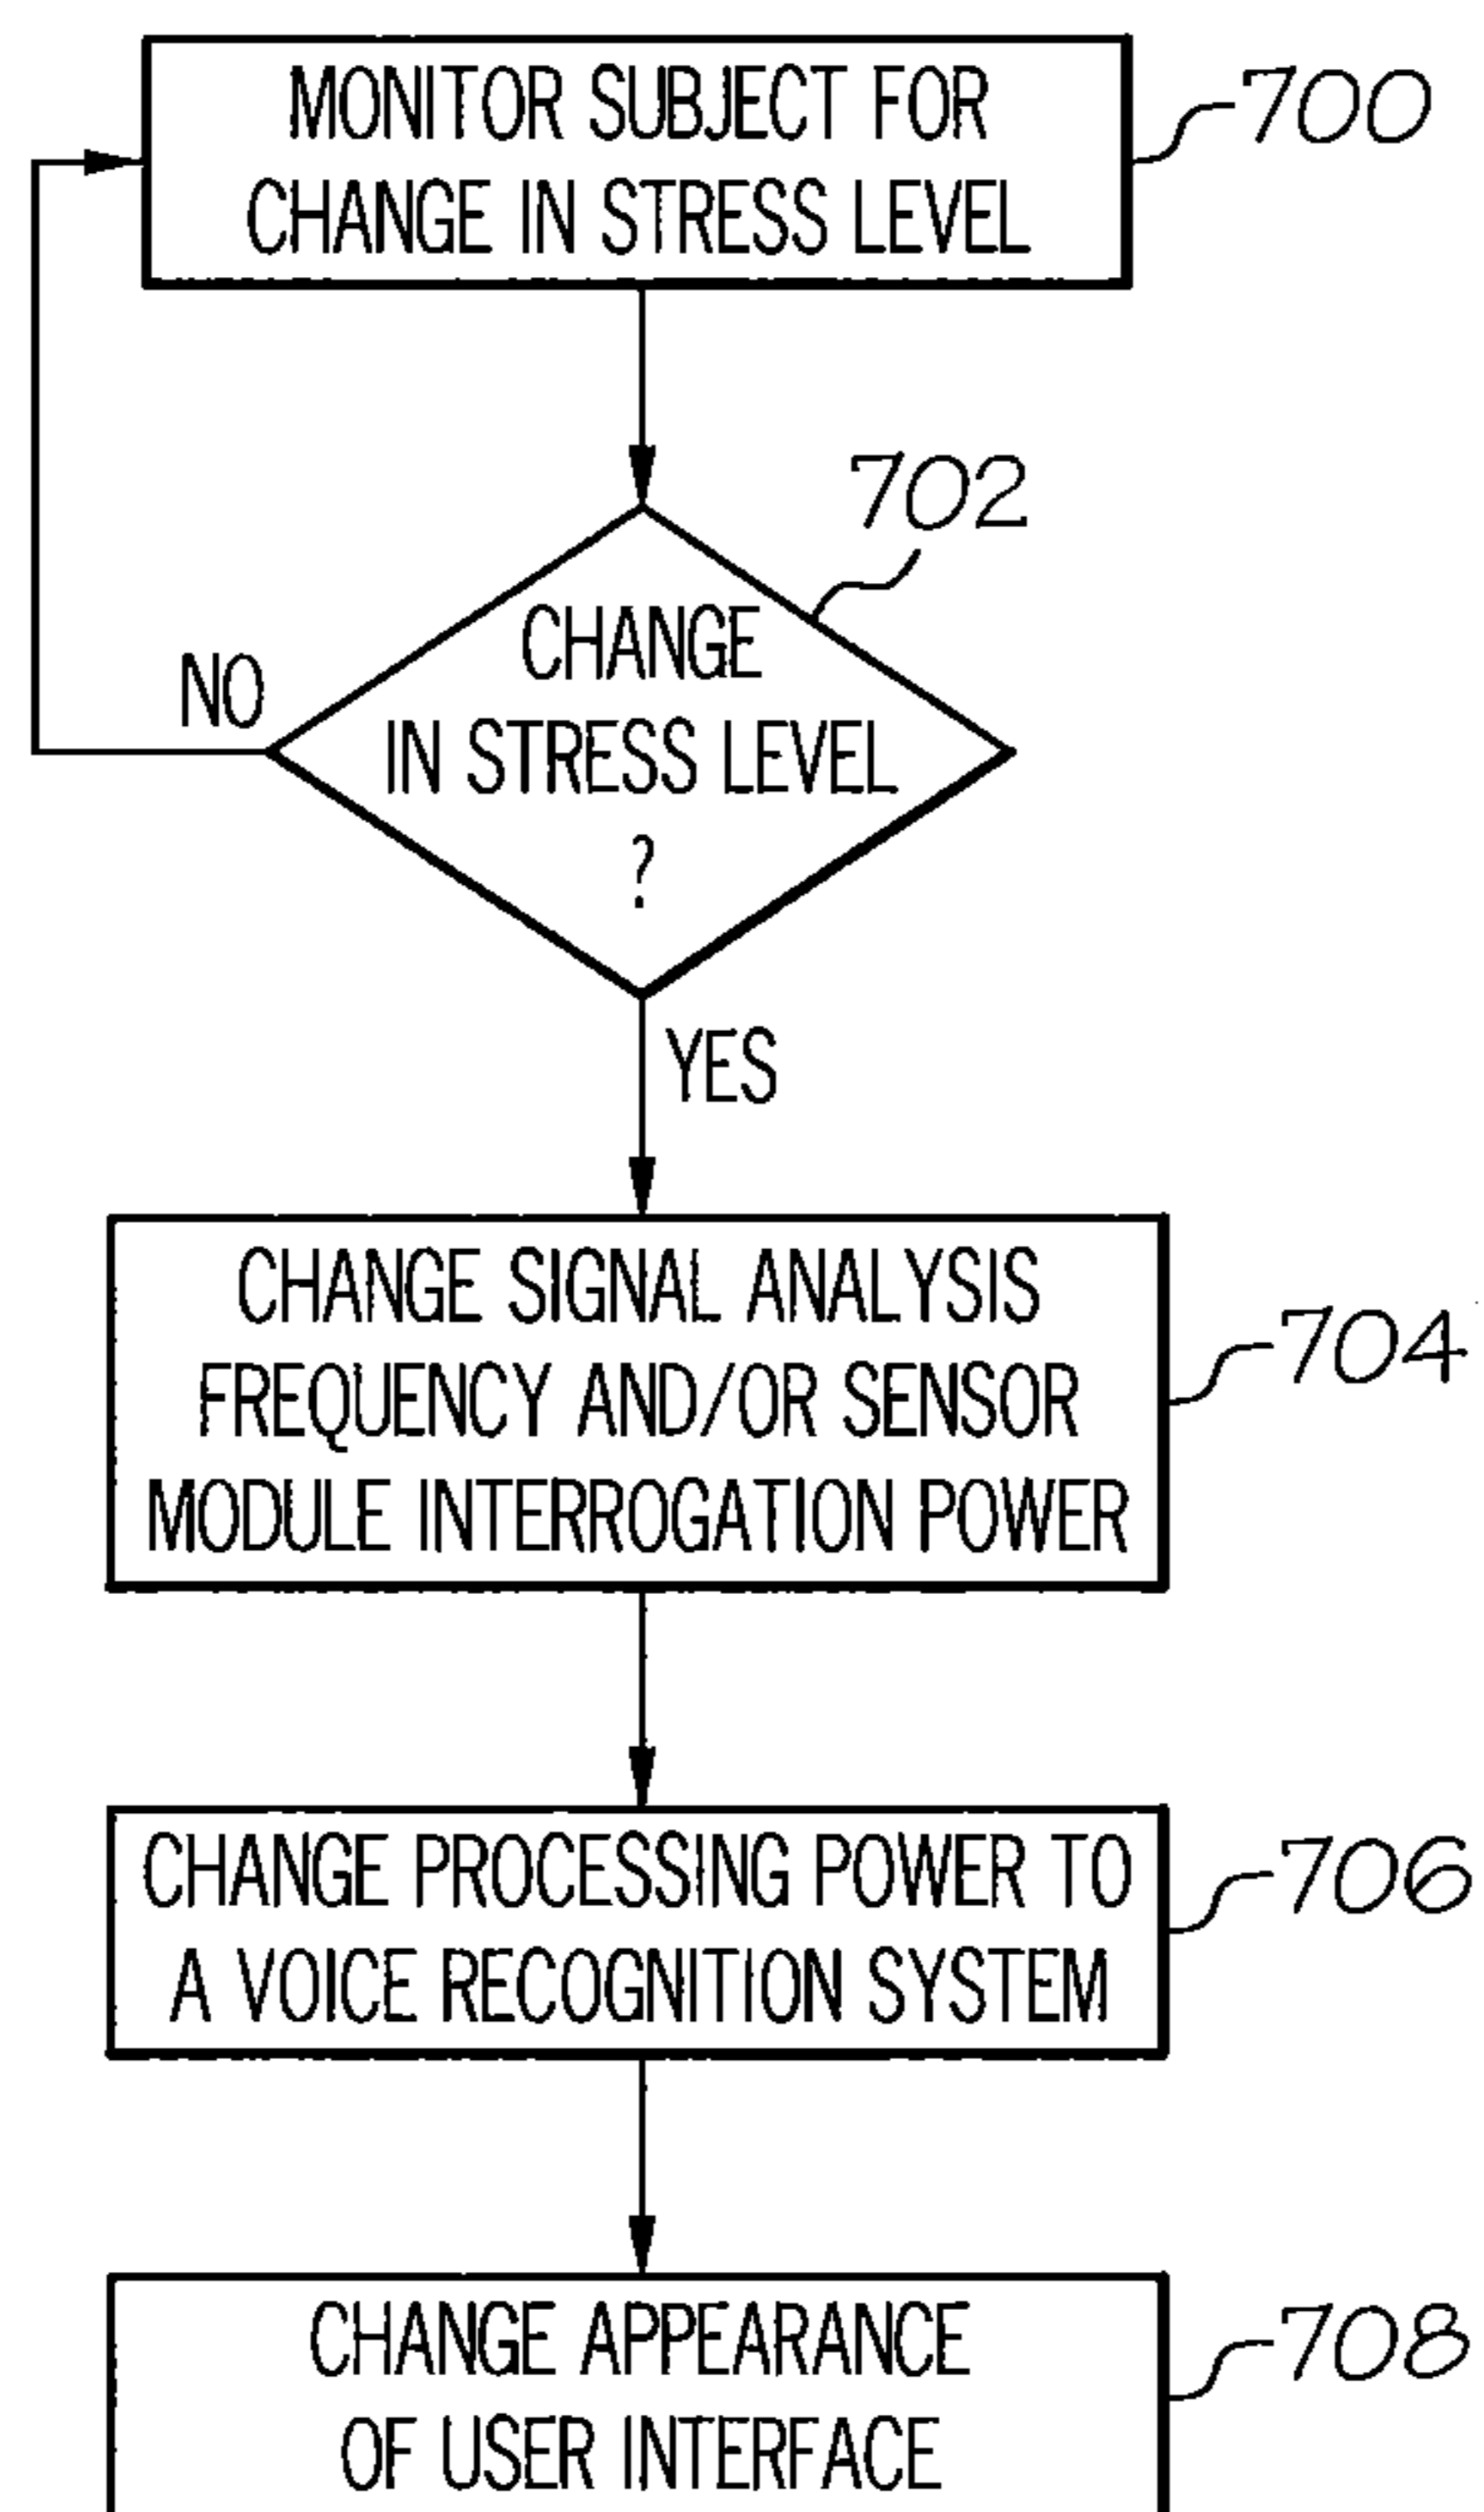 MONITOR SUBJECT FOR
CHANGE IN STRESS LEVEL
700
702
CHANGE
IN STRESS LEVEL
?
NO
YES
CHANGE SIGNAL ANALYSIS
FREQUENCY AND/OR SENSOR
MODULE INTERROGATION POWER
704
CHANGE PROCESSING POWER TO
A VOICE RECOGNITION SYSTEM
706
CHANGE APPEARANCE
OF USER INTERFACE
708